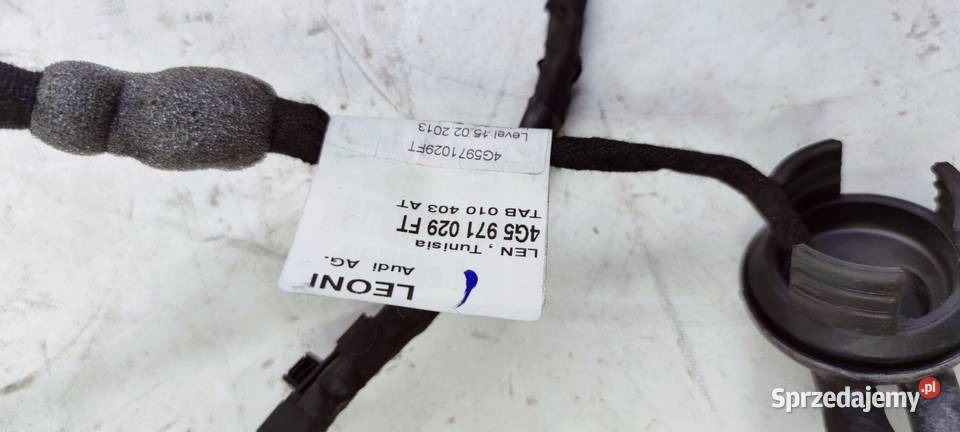 LEONI
Audi AG.
LEN , Tunisia
4G5 971 029 FT
TAB 010 403 AT
4G5971029FT
Level:15.02.2013
Sprzedajemy.pl